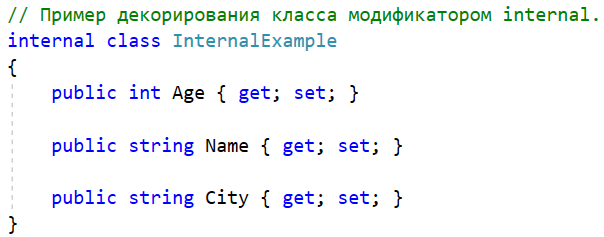 // Пример декорирования класса модификатором internal.
internal class InternalExample
{
public int Age { get; set; }
public string Name { get; set; }
public string City { get; set; }
}